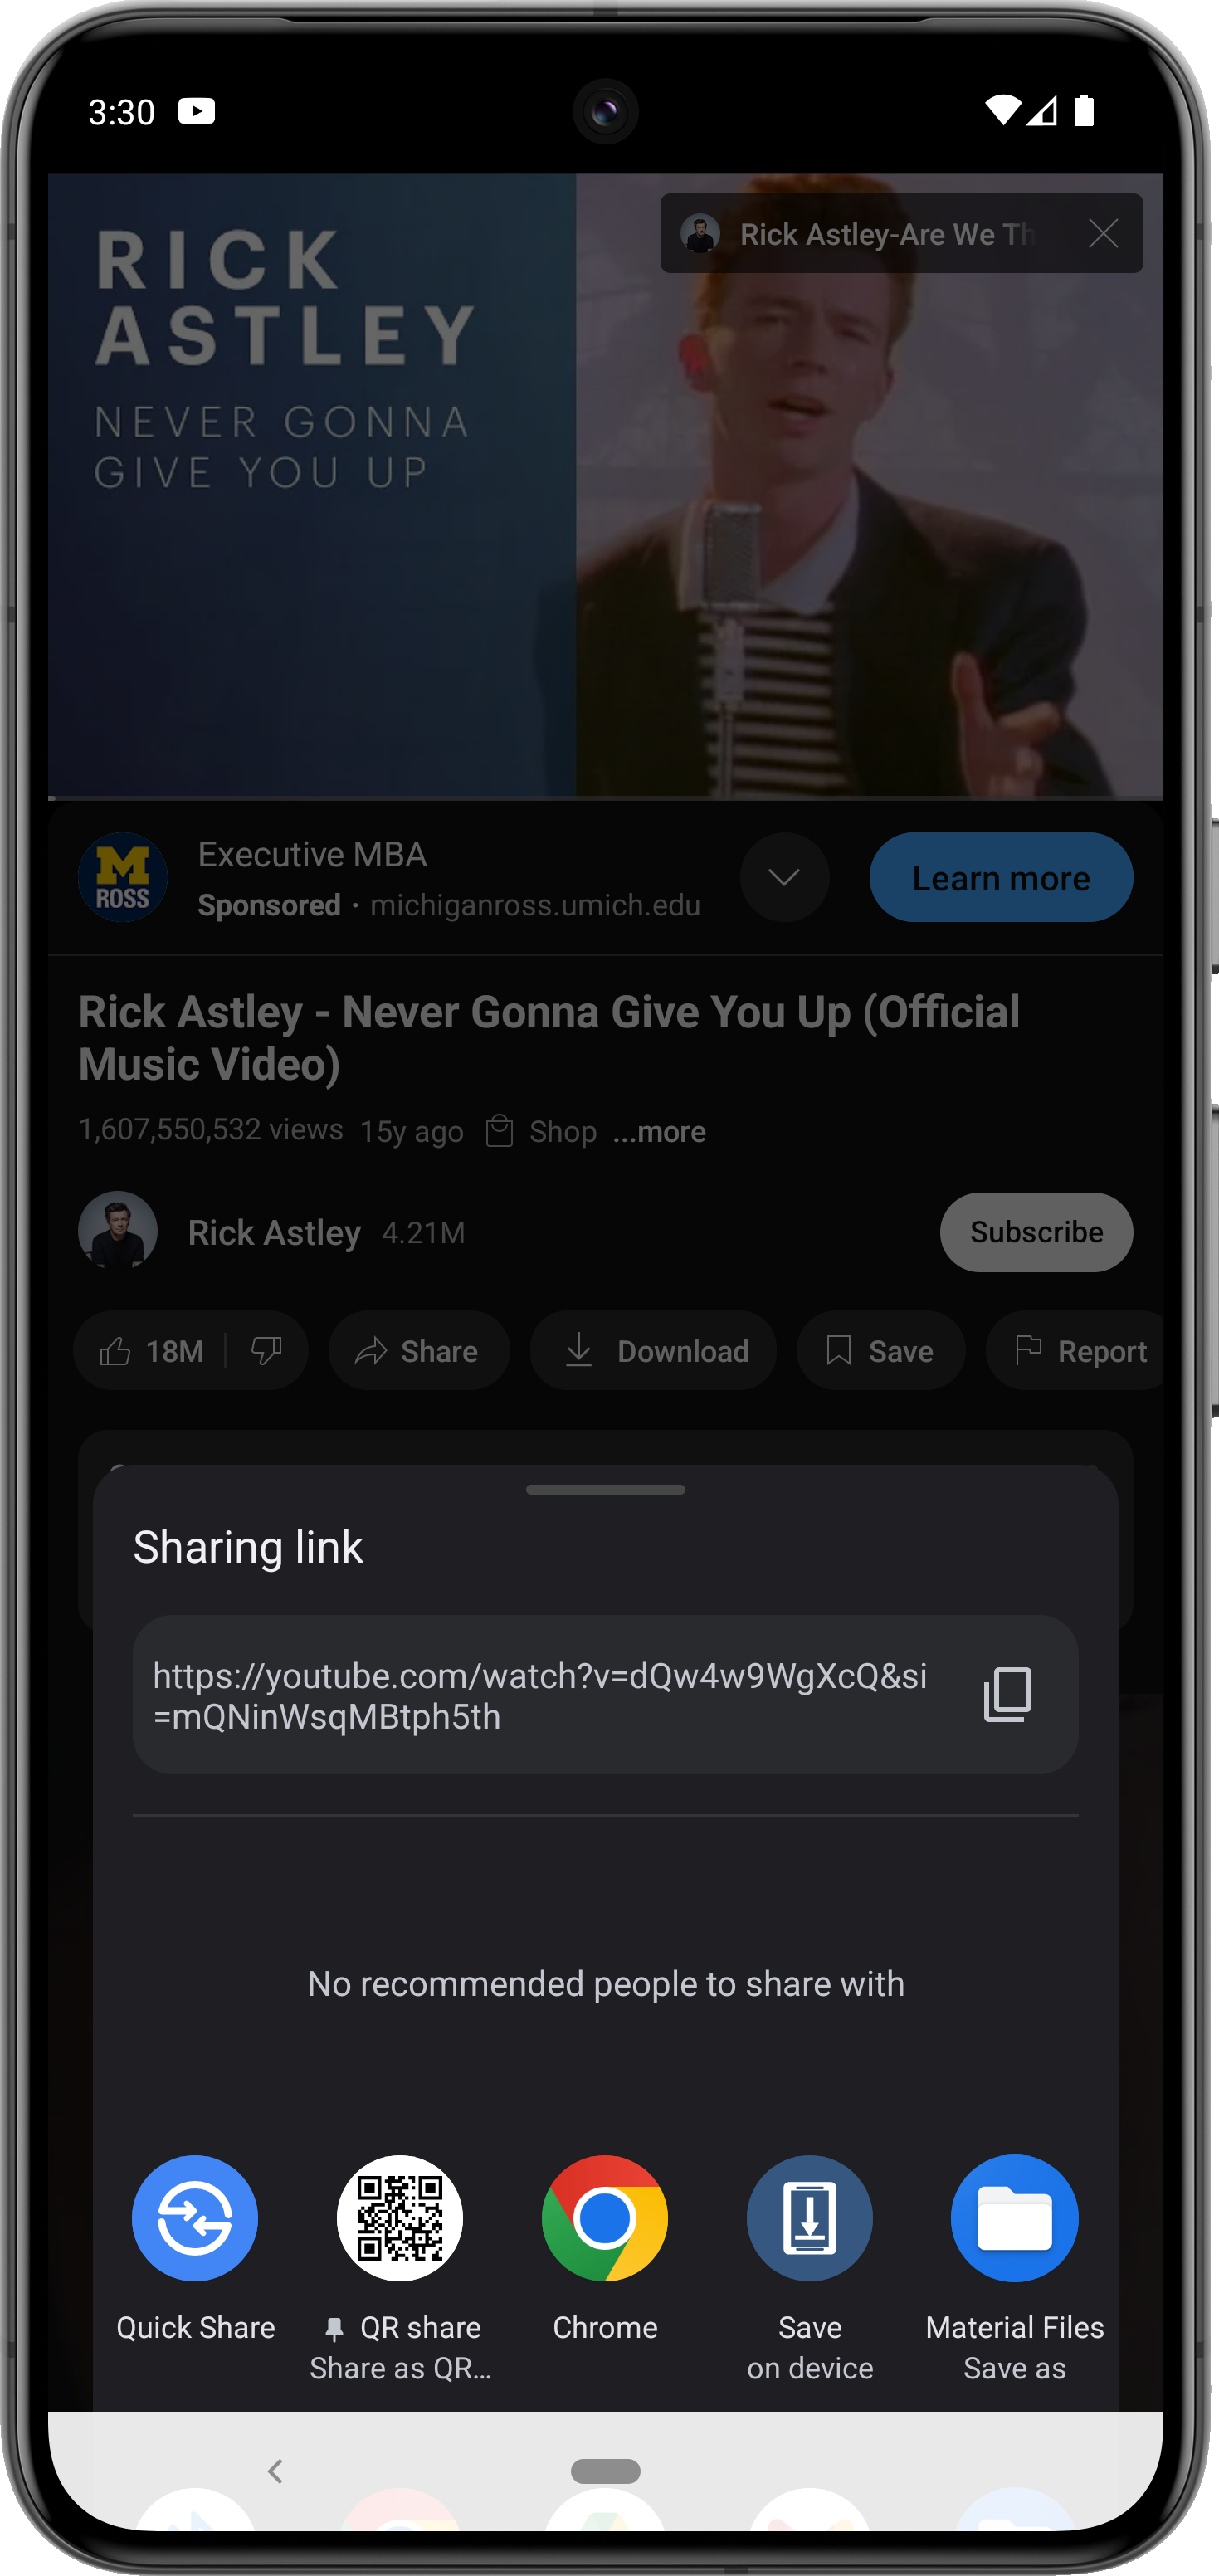 3:30
RICK
ASTLEY
NEVER GONNA
GIVE YOU UP
Rick Astley-Are We Th
M
ROSS
Executive MBA
Sponsored · michiganross.umich.edu
Learn more
Rick Astley - Never Gonna Give You Up (Official
Music Video)
1,607,550,532 views 15y ago Shop ...more
Rick Astley 4.21M
Subscribe
18M Share Download Save Report
Sharing link
https://youtube.com/watch?v=dQw4w9WgXcQ&si
=mQNinWsqMBtph5th
No recommended people to share with
Quick Share QR share Chrome Save Material Files
Share as QR... on device Save as